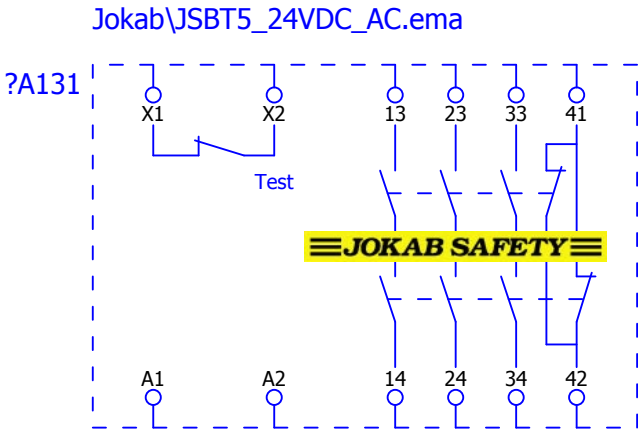 Jokab\JSBT5_24VDC_AC.ema
?A131
X1 X2 13 23 33 41
Test
JOKAB SAFETY
A1 A2 14 24 34 42